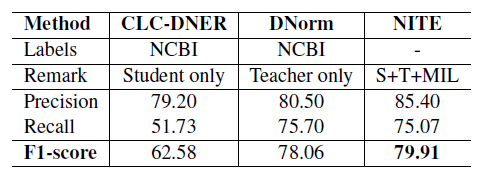 Method CLC-DNER DNorm NITE
Labels NCBI NCBI -
Remark Student only Teacher only S+T+MIL
Precision 79.20 80.50 85.40
Recall 51.73 75.70 75.07
F1-score 62.58 78.06 79.91